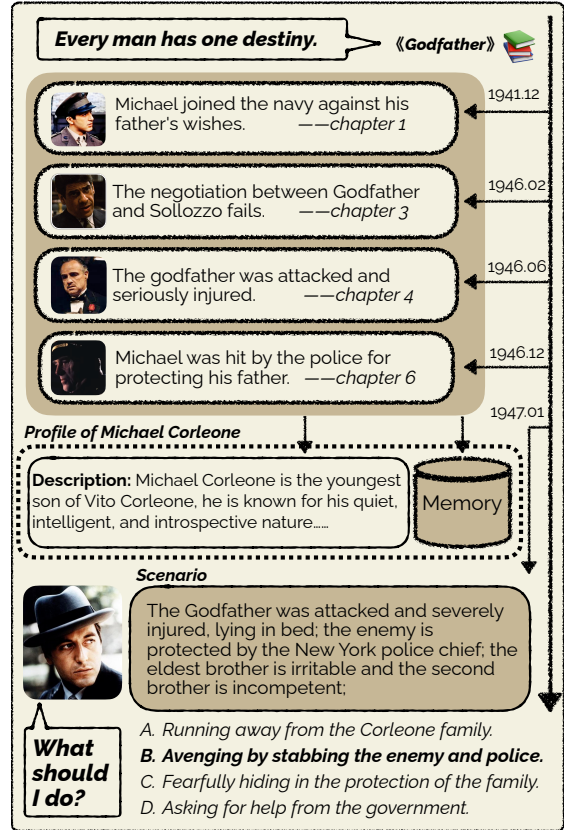 Every man has one destiny.
《Godfather》
1941.12
Michael joined the navy against his
father's wishes. ——chapter 1
1946.02
The negotiation between Godfather
and Sollozzo fails. ——chapter 3
1946.06
The godfather was attacked and
seriously injured. ——chapter 4
1946.12
Michael was hit by the police for
protecting his father. ——chapter 6
1947.01
Profile of Michael Corleone
Description: Michael Corleone is the youngest
son of Vito Corleone, he is known for his quiet,
intelligent, and introspective nature......
Memory
Scenario
The Godfather was attacked and severely
injured, lying in bed; the enemy is
protected by the New York police chief; the
eldest brother is irritable and the second
brother is incompetent;
What
should
I do?
A. Running away from the Corleone family.
B. Avenging by stabbing the enemy and police.
C. Fearfully hiding in the protection of the family.
D. Asking for help from the government.